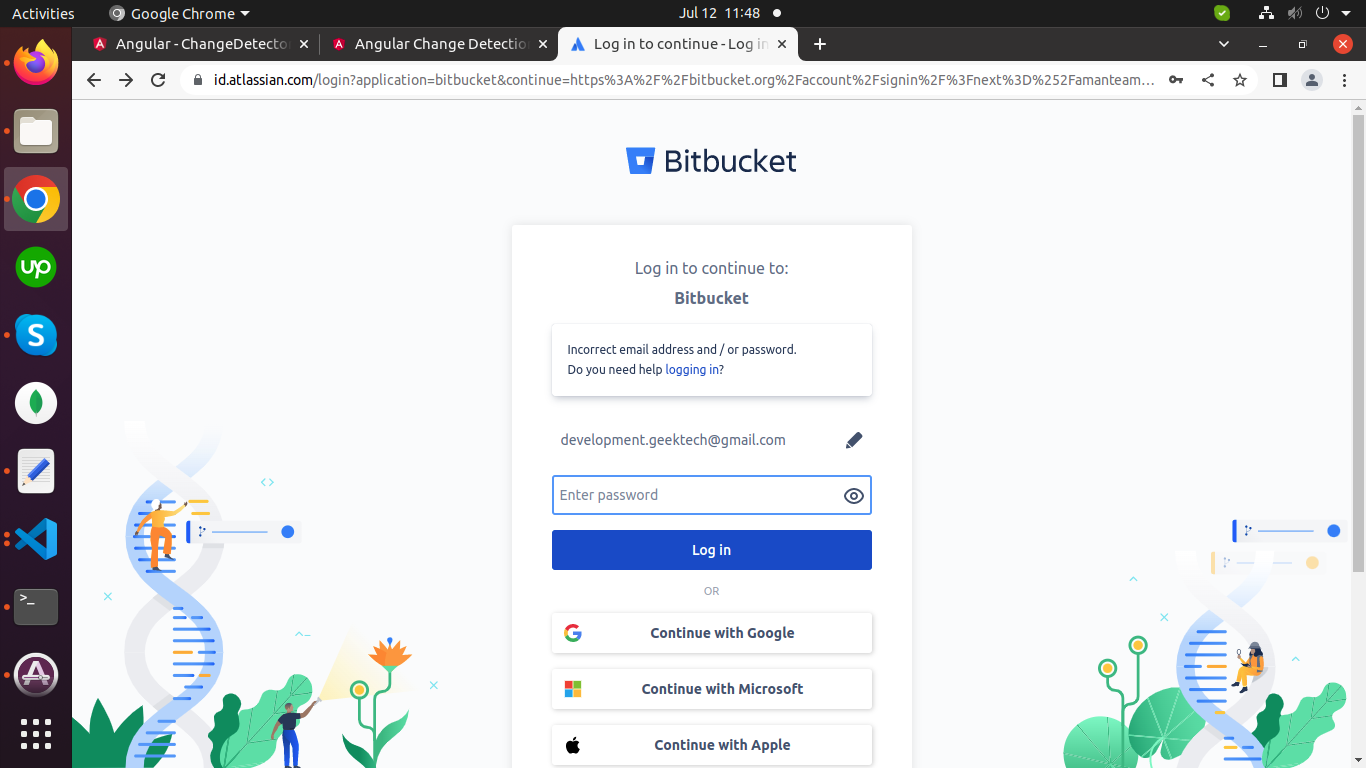 Activities
Google Chrome
Jul 12 11:48
Angular - ChangeDetecto
Angular Change Detectio
Log in to continue - Log in
id.atlassian.com/login?application=bitbucket&continue=https%3A%2F%2Fbitbucket.org%2Faccount%2Fsignin%2F%3Fnext%3D%252Famanteam...
up
S
>_
A
Bitbucket
Log in to continue to:
Bitbucket
Incorrect email address and / or password.
Do you need help logging in?
development.geektech@gmail.com
Enter password
Log in
OR
Continue with Google
Continue with Microsoft
Continue with Apple